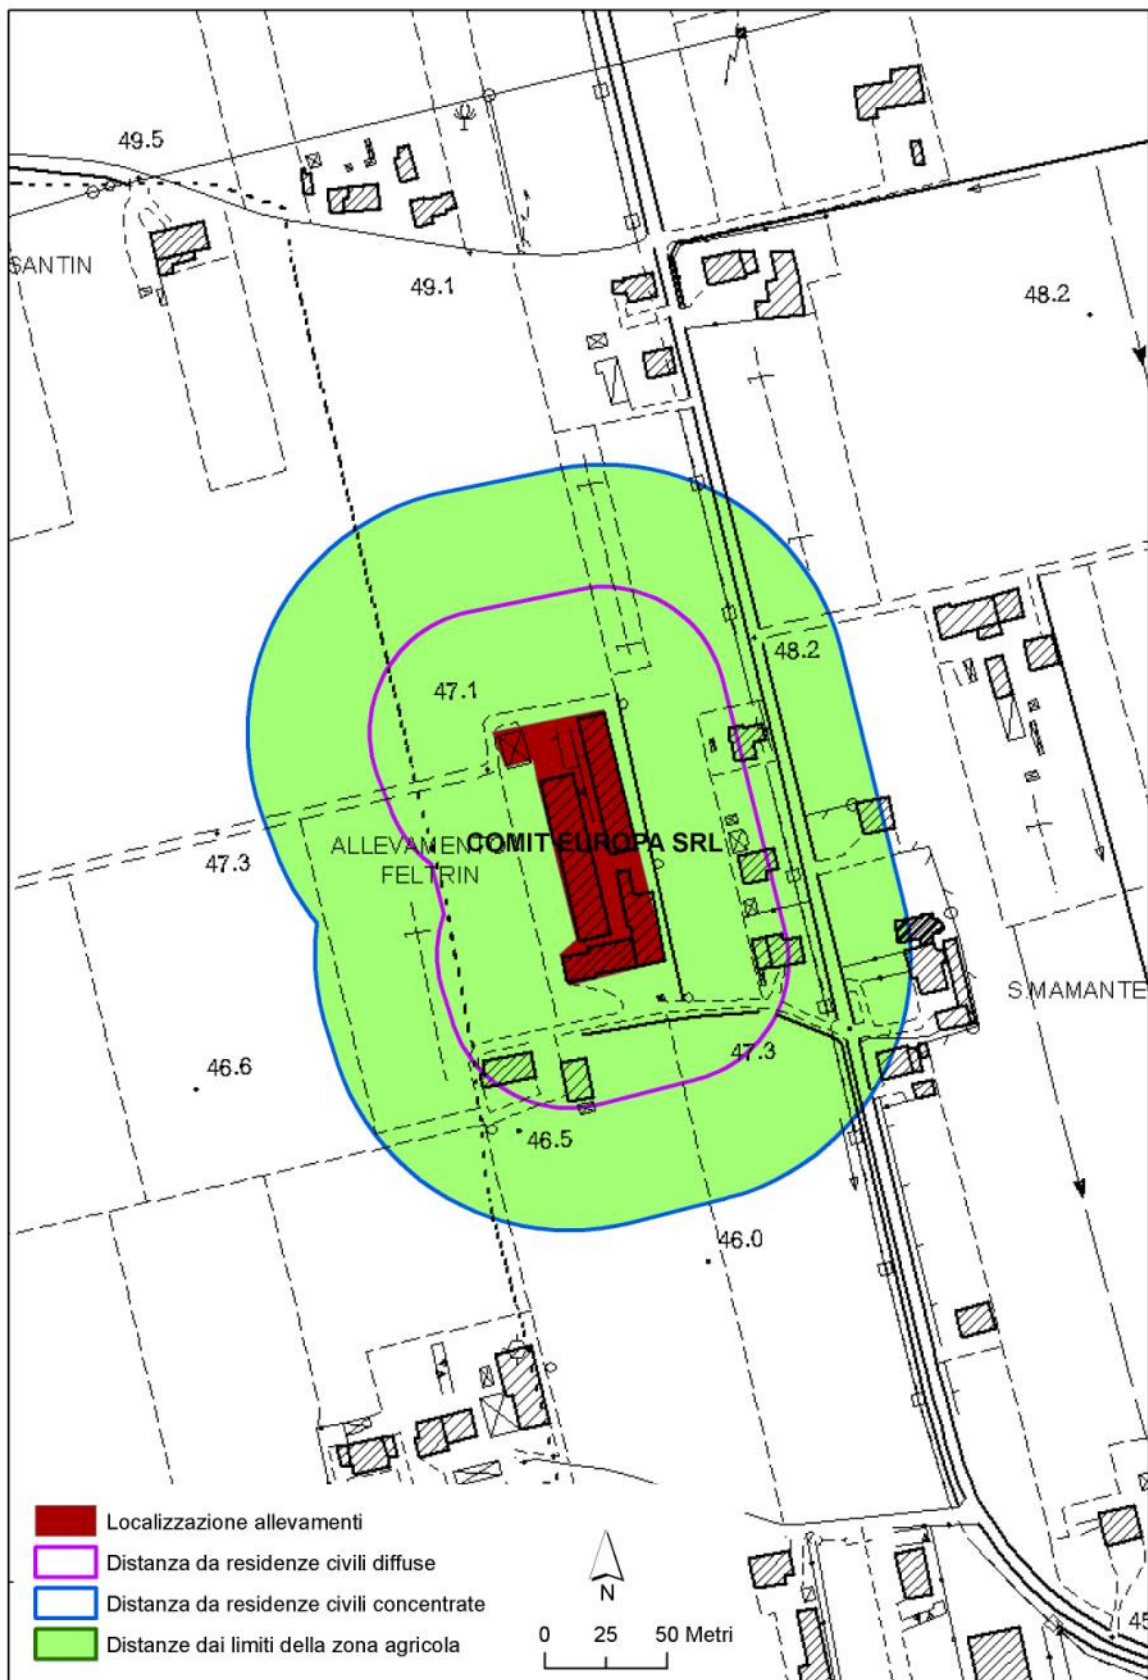 49.5
SANTIN
49.1
48.2
48.2
47.1
ALLEVAMENTO
COMIT EUROPA SRL
FELTRIN
47.3
S.MAMANTE
47.3
46.6
46.5
46.0
Localizzazione allevamenti
Distanza da residenze civili diffuse
Distanza da residenze civili concentrate
Distanze dai limiti della zona agricola
N
0 25 50 Metri
45